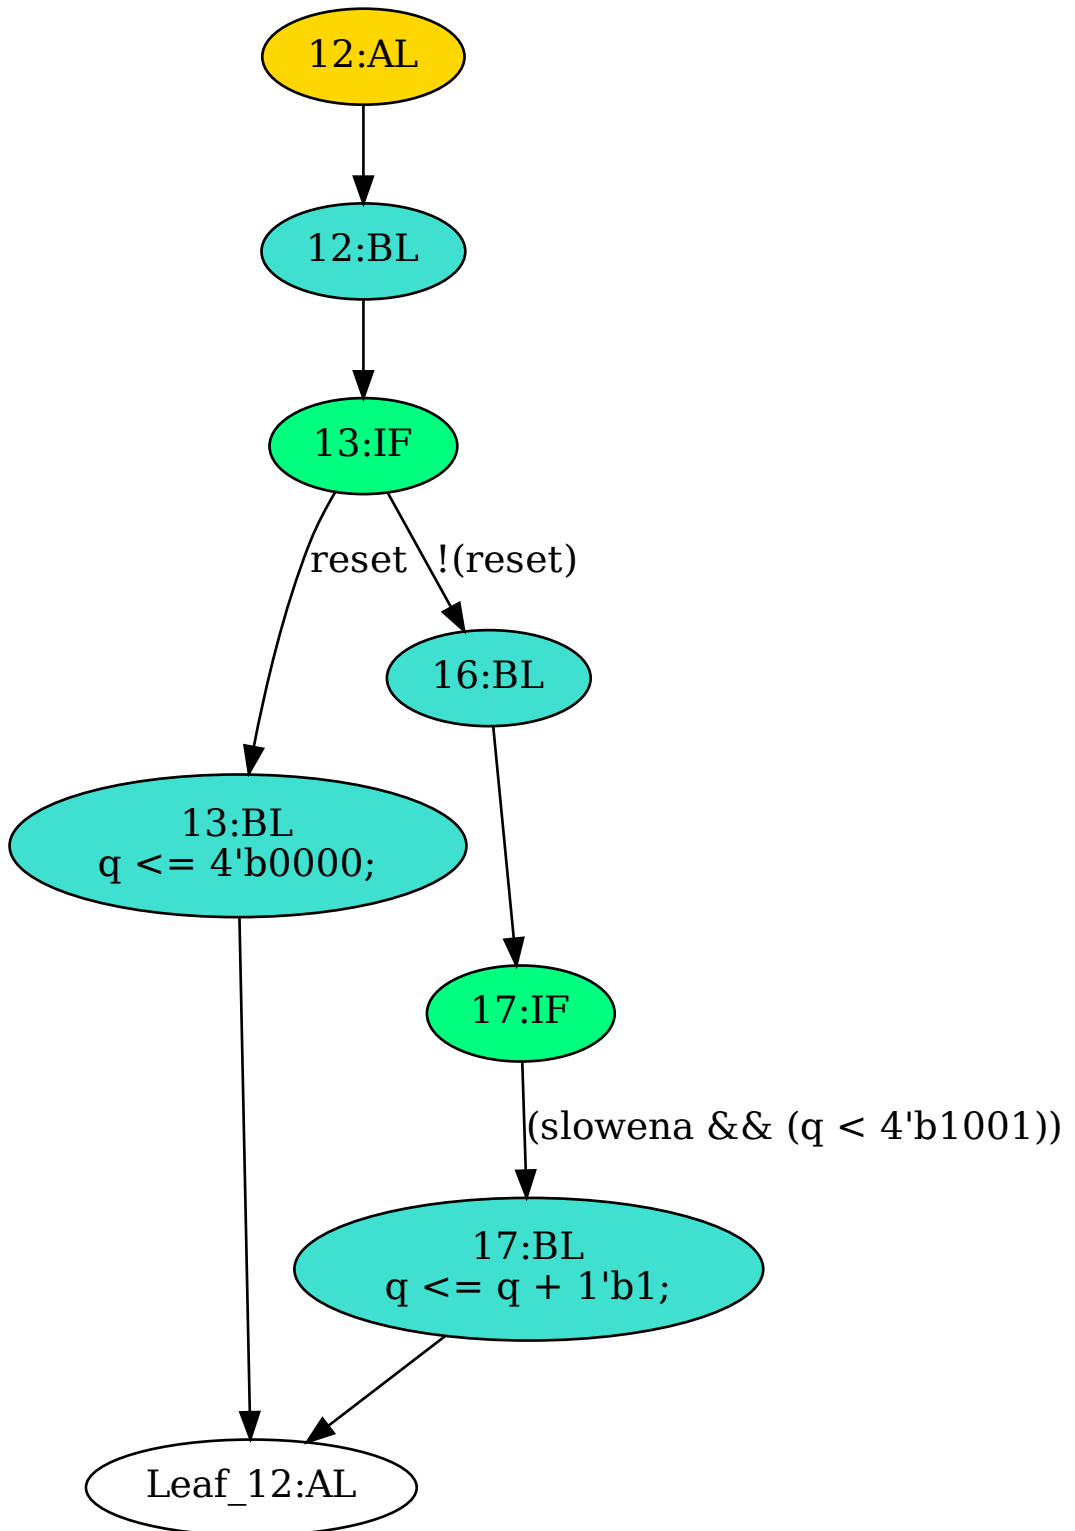 12:AL
12:BL
13:IF
reset
!(reset)
16:BL
13:BL
q <= 4'b0000;
17:IF
(slowena && (q < 4'b1001))
17:BL
q <= q + 1'b1;
Leaf_12:AL